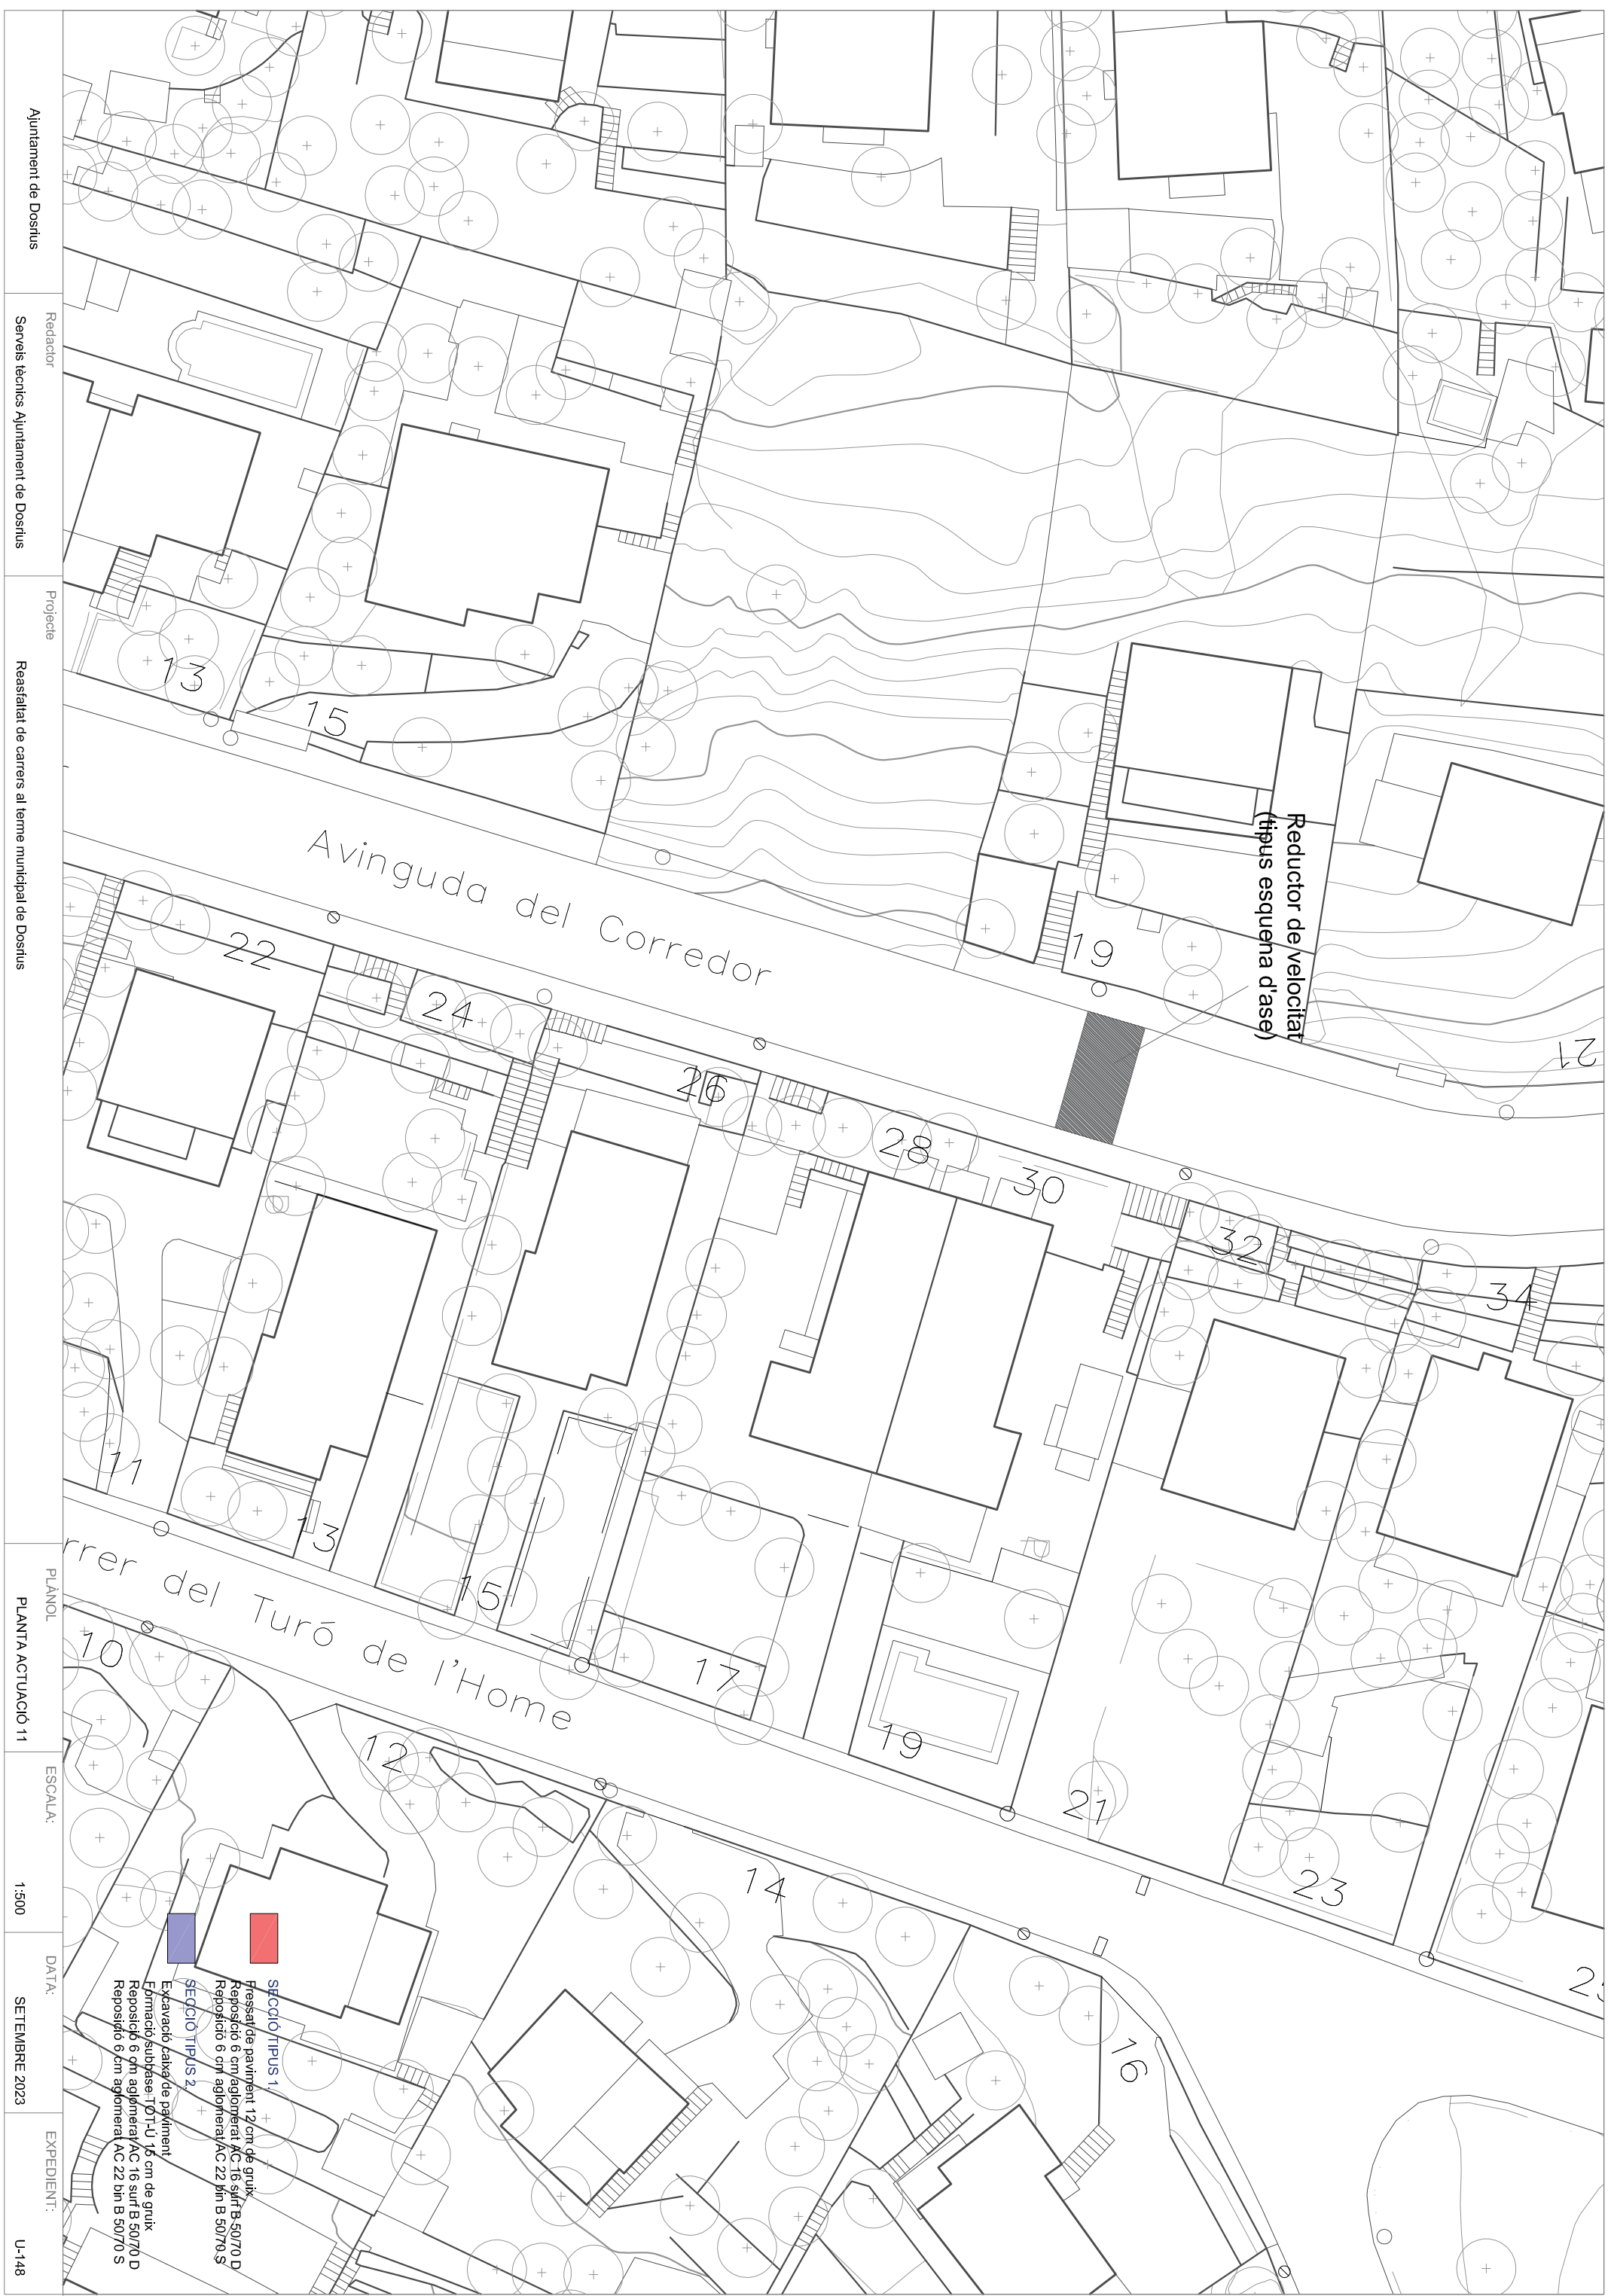 Reductor de velocitat
(tipus esquena d'ase)
Avinguda del Corredor
rrer del Turó de l'Home
13
15
19
21
22
24
26
28
30
32
34
11
13
15
17
19
21
23
10
12
14
16
SECCIÓ TIPUS 1.
Fressat de paviment 12 cm de gruix
Reposició 6 cm aglomerat AC 16 surf B 50/70 D
Reposició 6 cm aglomerat AC 22 bin B 50/70 S
SECCIÓ TIPUS 2.
Excavació caixa de paviment
Formació subbase TOT-Ú 15 cm de gruix
Reposició 6 cm aglomerat AC 16 surf B 50/70 D
Reposició 6 cm aglomerat AC 22 bin B 50/70 S
Ajuntament de Dosrius
Redactor
Serveis tècnics Ajuntament de Dosrius
Projecte
Reasfaltat de carrers al terme municipal de Dosrius
PLÀNOL
PLANTA ACTUACIÓ 11
ESCALA:
1:500
DATA:
SETEMBRE 2023
EXPEDIENT:
U-148